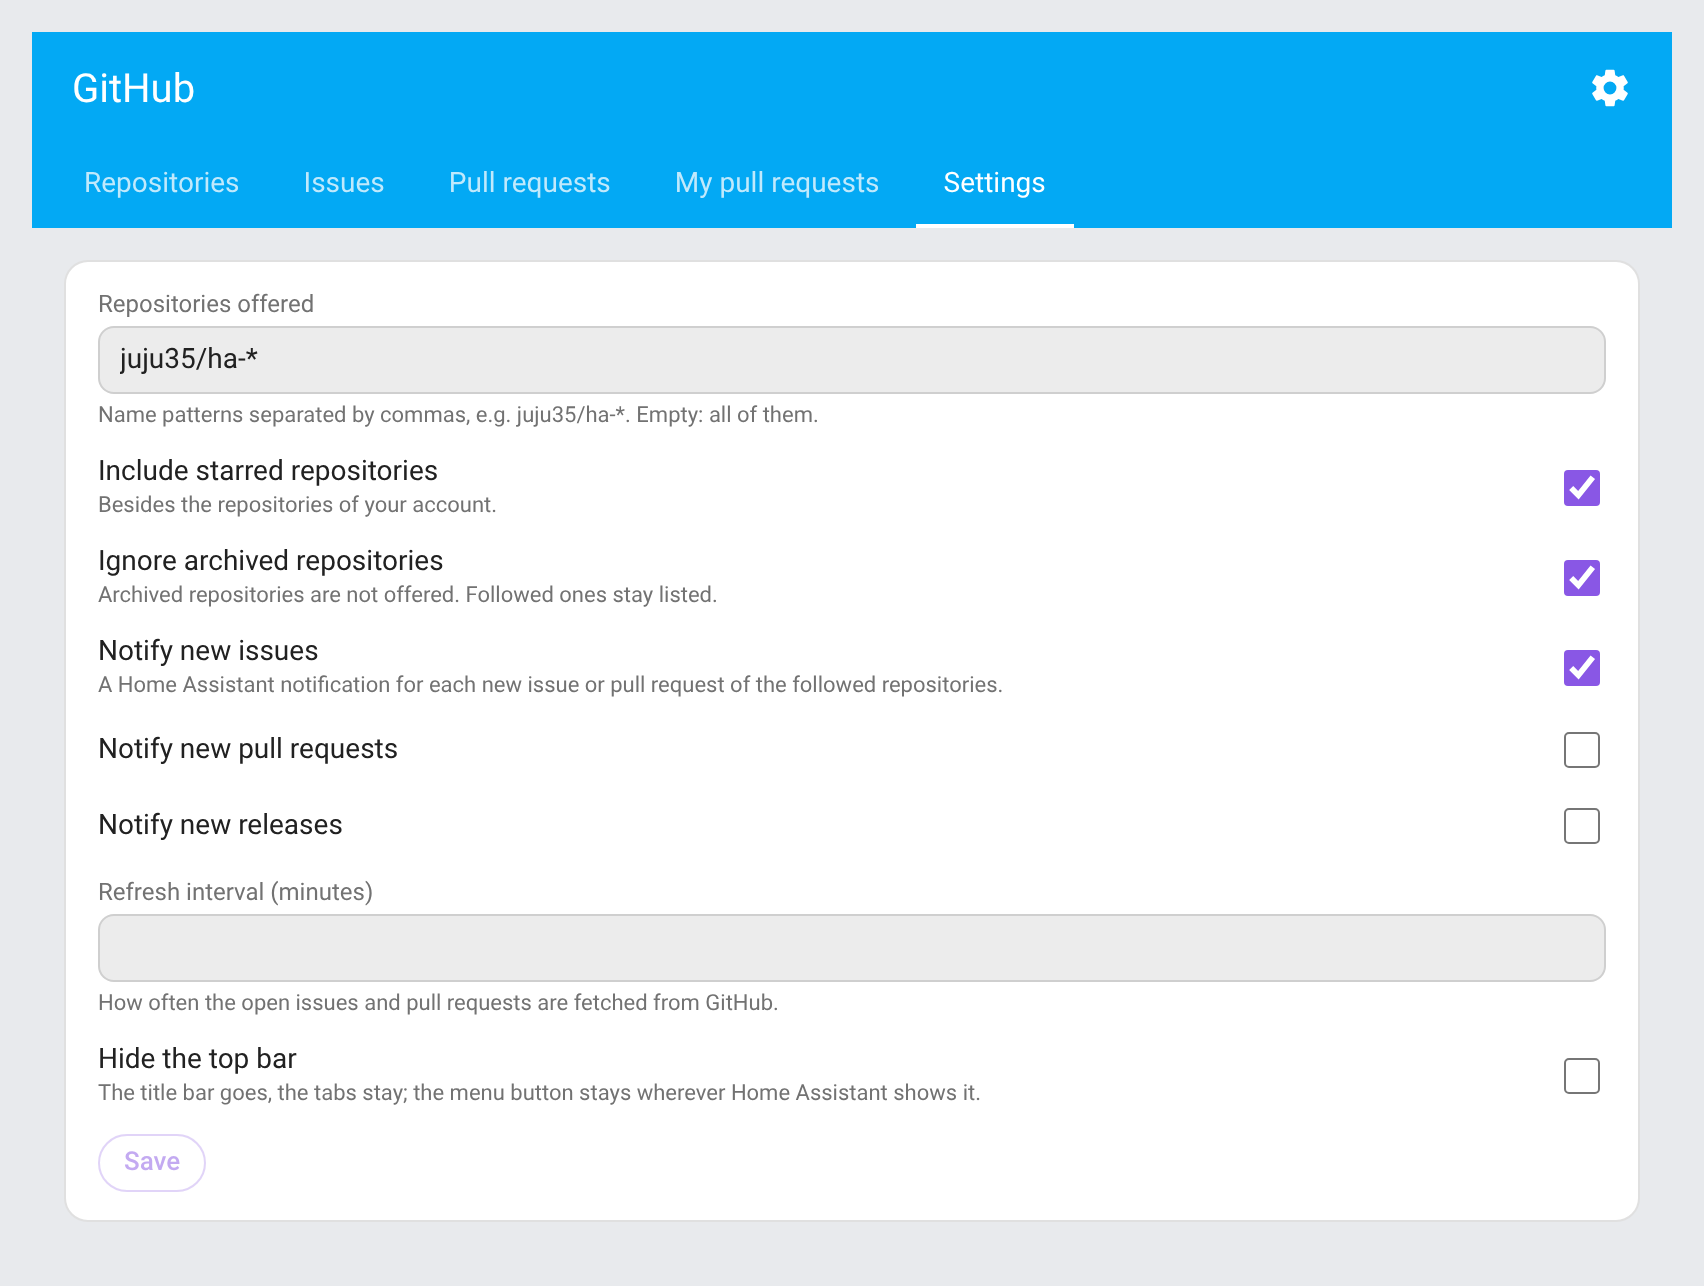 GitHub
Repositories Issues Pull requests My pull requests Settings
Repositories offered
juju35/ha-*
Name patterns separated by commas, e.g. juju35/ha-*. Empty: all of them.
Include starred repositories
Besides the repositories of your account.
Ignore archived repositories
Archived repositories are not offered. Followed ones stay listed.
Notify new issues
A Home Assistant notification for each new issue or pull request of the followed repositories.
Notify new pull requests
Notify new releases
Refresh interval (minutes)
How often the open issues and pull requests are fetched from GitHub.
Hide the top bar
The title bar goes, the tabs stay; the menu button stays wherever Home Assistant shows it.
Save